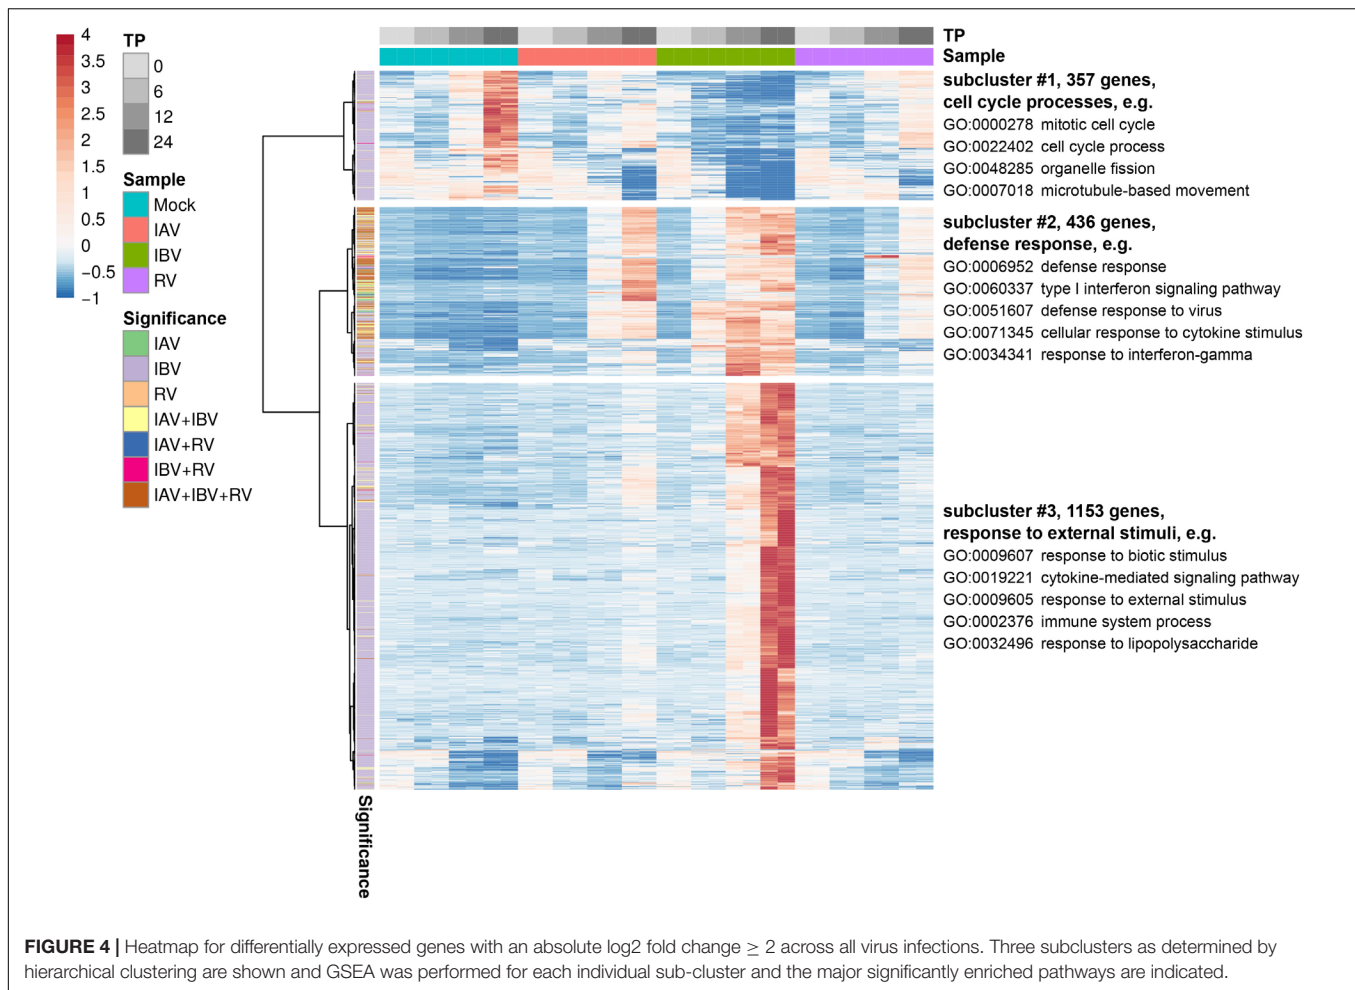 4
3.5
3
2.5
2
1.5
1
0.5
0
−0.5
−1
TP
0
6
12
24
Sample
Mock
IAV
IBV
RV
Significance
IAV
IBV
RV
IAV+IBV
IAV+RV
IBV+RV
IAV+IBV+RV
Significance
TP
Sample
subcluster #1, 357 genes,
cell cycle processes, e.g.
GO:0000278 mitotic cell cycle
GO:0022402 cell cycle process
GO:0048285 organelle fission
GO:0007018 microtubule-based movement
subcluster #2, 436 genes,
defense response, e.g.
GO:0006952 defense response
GO:0060337 type I interferon signaling pathway
GO:0051607 defense response to virus
GO:0071345 cellular response to cytokine stimulus
GO:0034341 response to interferon-gamma
subcluster #3, 1153 genes,
response to external stimuli, e.g.
GO:0009607 response to biotic stimulus
GO:0019221 cytokine-mediated signaling pathway
GO:0009605 response to external stimulus
GO:0002376 immune system process
GO:0032496 response to lipopolysaccharide
FIGURE 4 | Heatmap for differentially expressed genes with an absolute log2 fold change ≥ 2 across all virus infections. Three subclusters as determined by
hierarchical clustering are shown and GSEA was performed for each individual sub-cluster and the major significantly enriched pathways are indicated.